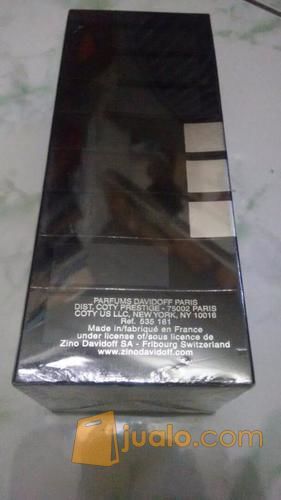 PARFUMS DAVIDOFF PARIS
DIST. COTY PRESTIGE - 75002 PARIS
COTY US LLC, NEW YORK, NY 10016
Ref. 535 181
Made in/fabriqué en France
under license of/sous licence de
Zino Davidoff SA - Fribourg Switzerland
www.zinodavidoff.com
jualo.com